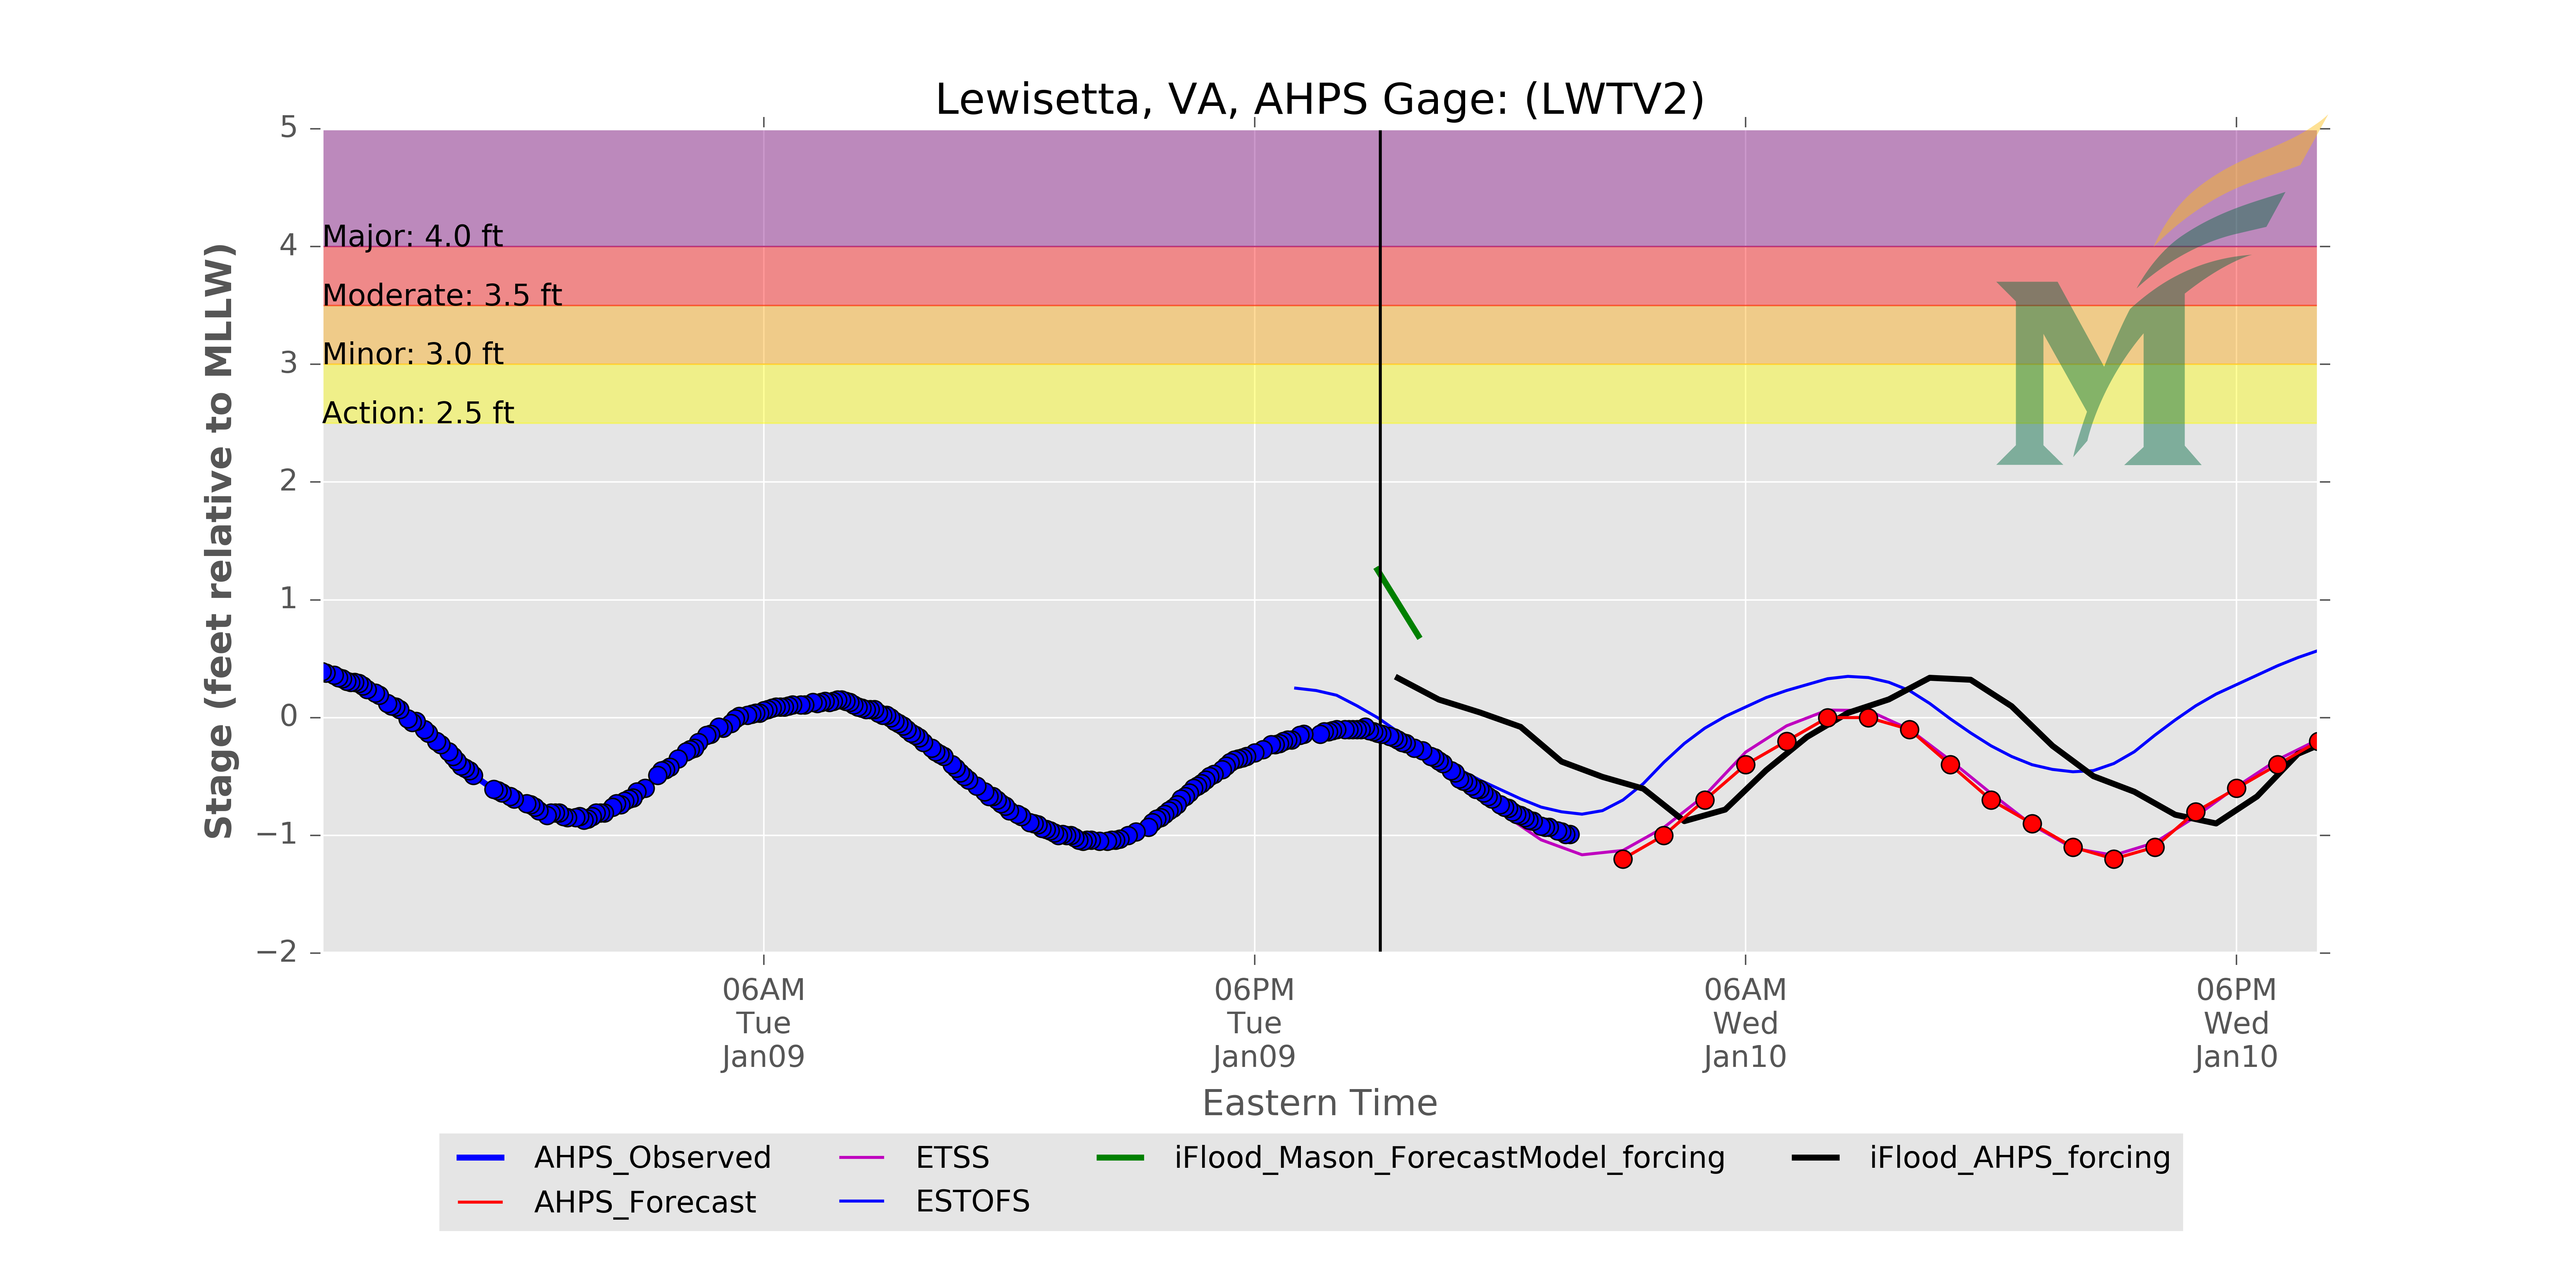 Lewisetta, VA, AHPS Gage: (LWTV2)
Stage (feet relative to MLLW)
5
4
3
2
1
0
−1
−2
Major: 4.0 ft
Moderate: 3.5 ft
Minor: 3.0 ft
Action: 2.5 ft
M
06AM
Tue
Jan09
06PM
Tue
Jan09
06AM
Wed
Jan10
06PM
Wed
Jan10
Eastern Time
AHPS_Observed
AHPS_Forecast
ETSS
ESTOFS
iFlood_Mason_ForecastModel_forcing
iFlood_AHPS_forcing